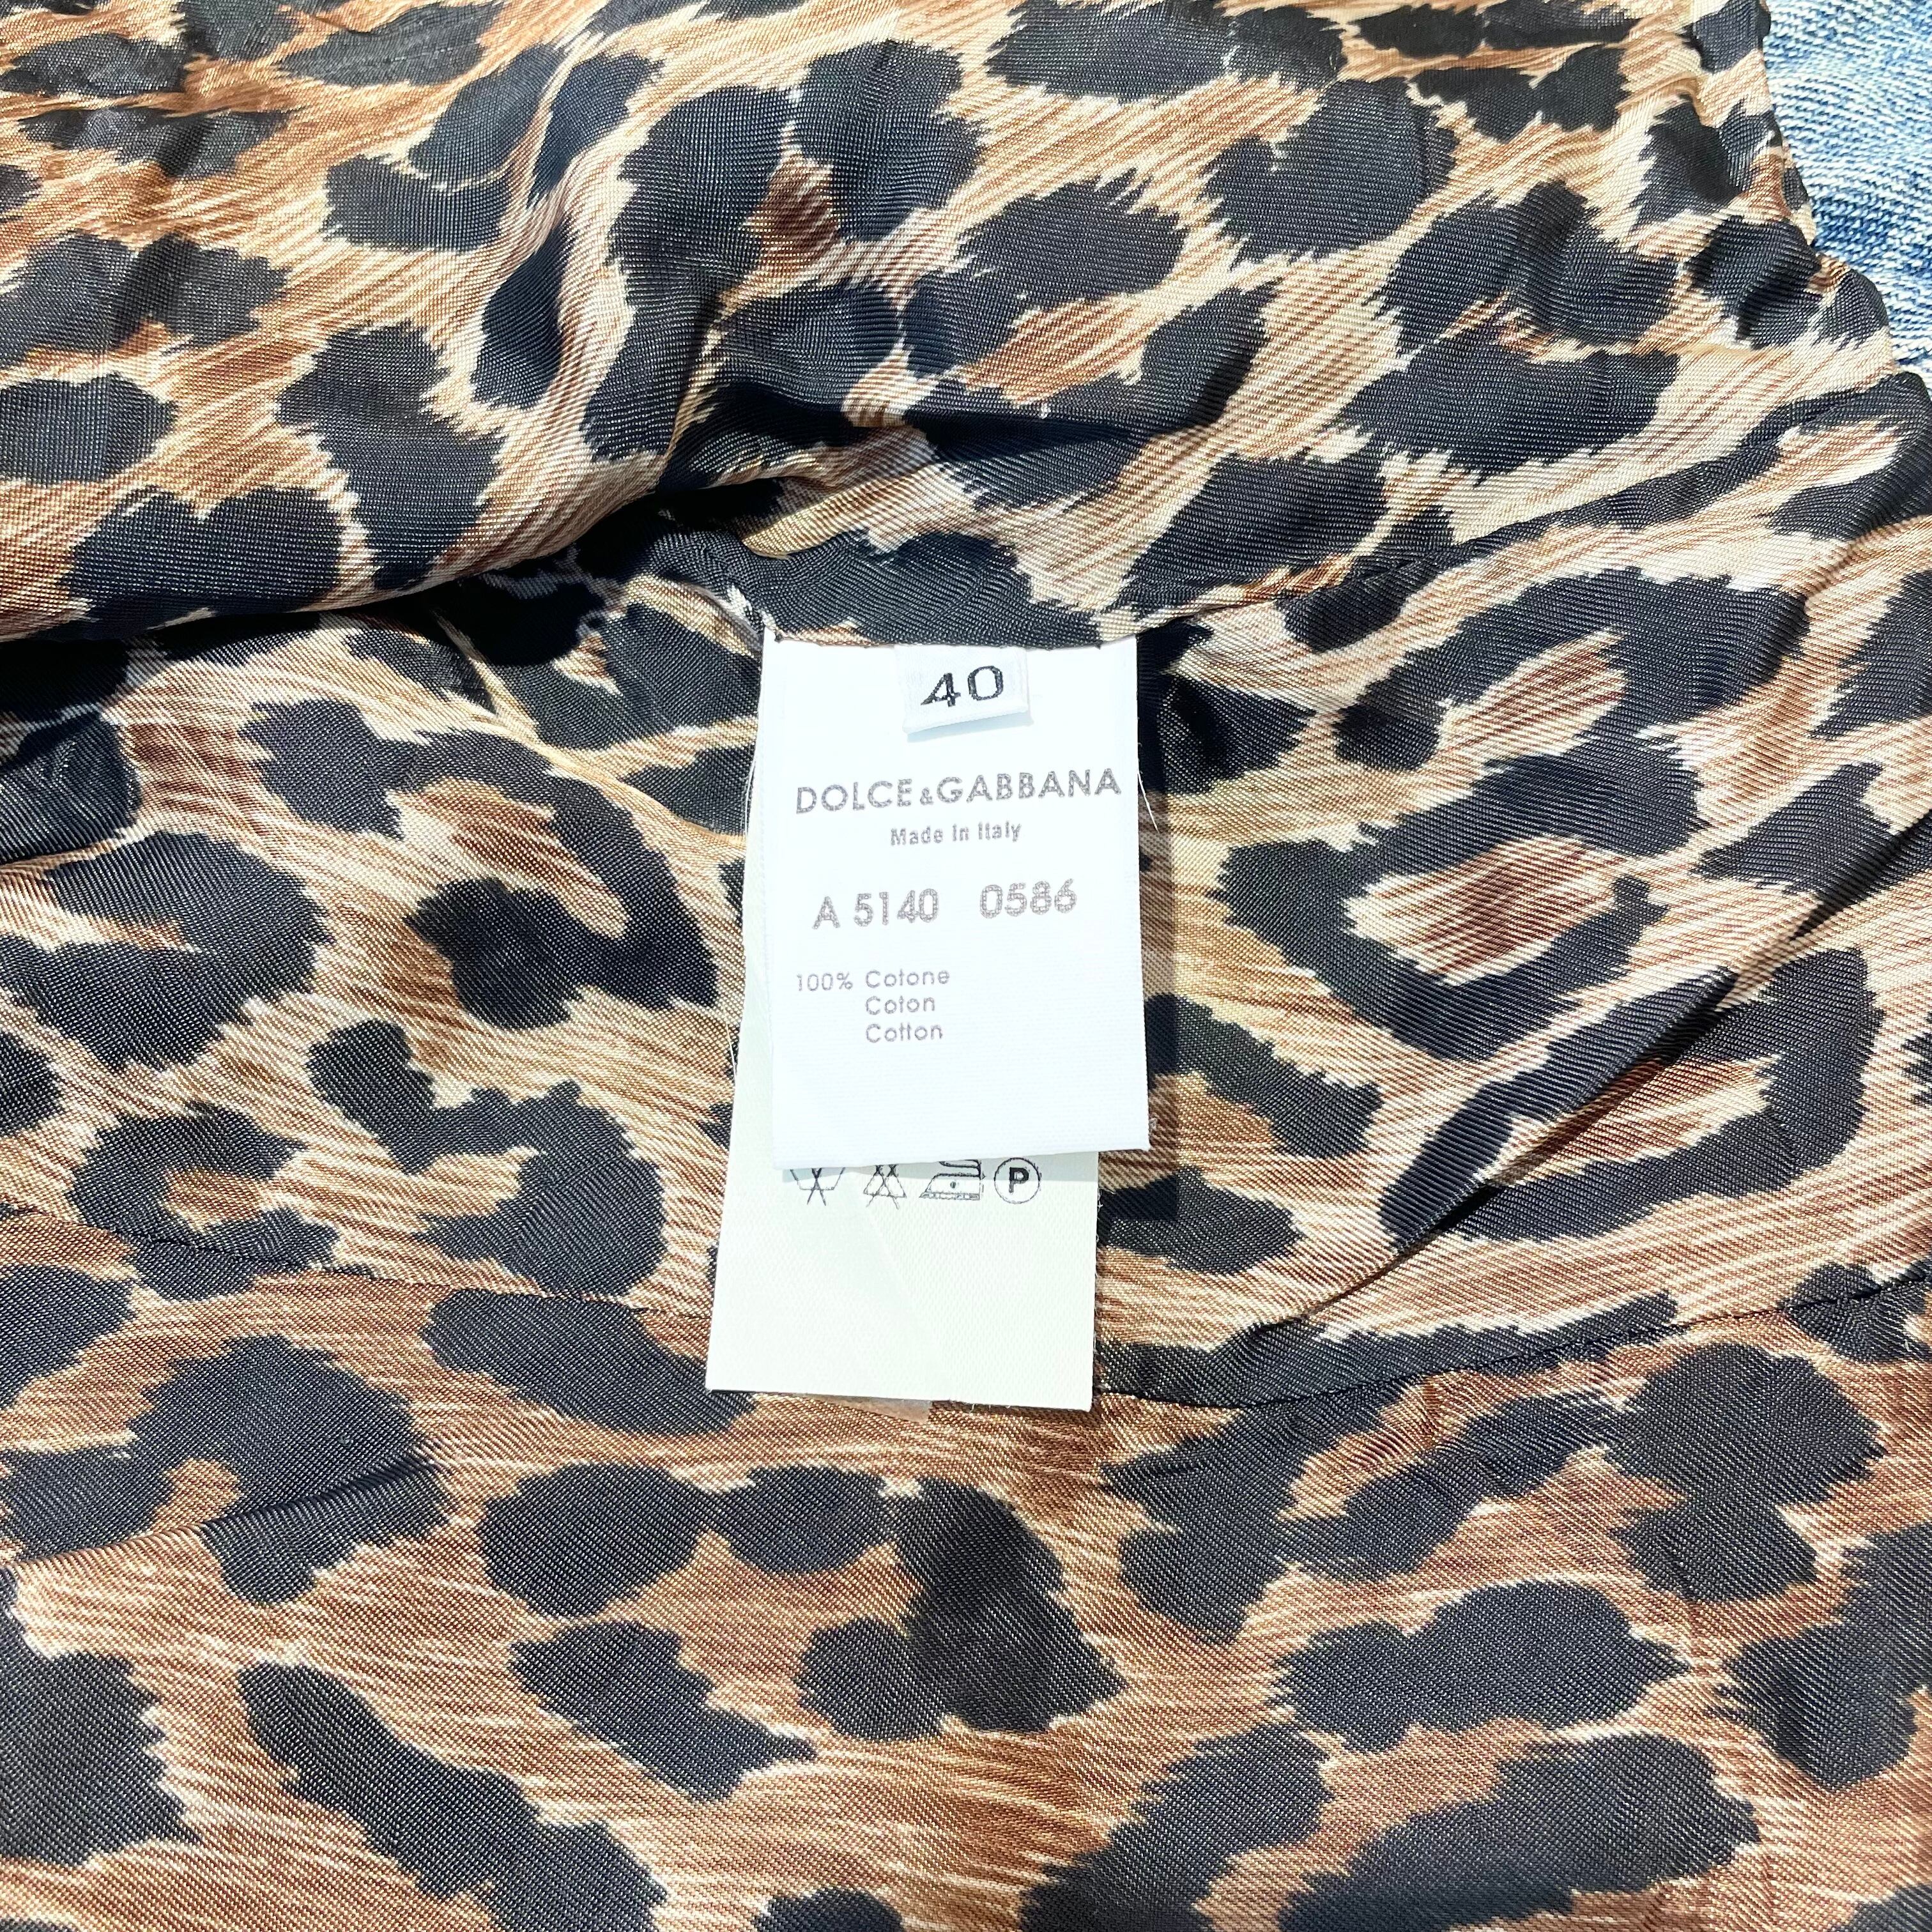 40
DOLCE&GABBANA
Made in Italy
A 5140 0586
100% Cotone
Coton
Cotton
P